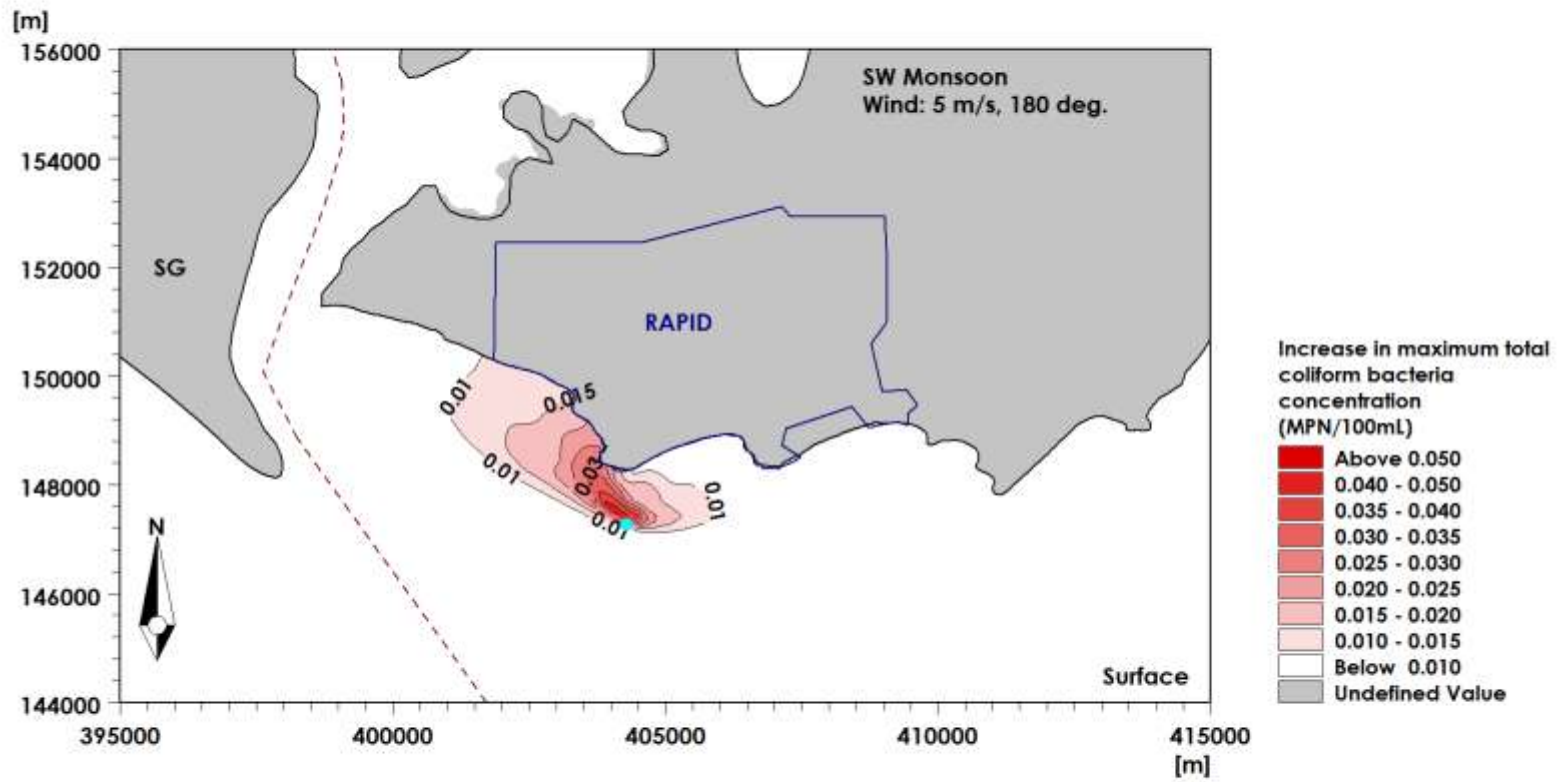 [m]
156000
154000
152000
150000
148000
146000
144000
395000
400000
405000
410000
415000
[m]
SW Monsoon
Wind: 5 m/s, 180 deg.
SG
RAPID
0.01
0.015
0.01
0.03
0.01
0.01
N
Surface
Increase in maximum total
coliform bacteria
concentration
(MPN/100mL)
Above 0.050
0.040 - 0.050
0.035 - 0.040
0.030 - 0.035
0.025 - 0.030
0.020 - 0.025
0.015 - 0.020
0.010 - 0.015
Below 0.010
Undefined Value